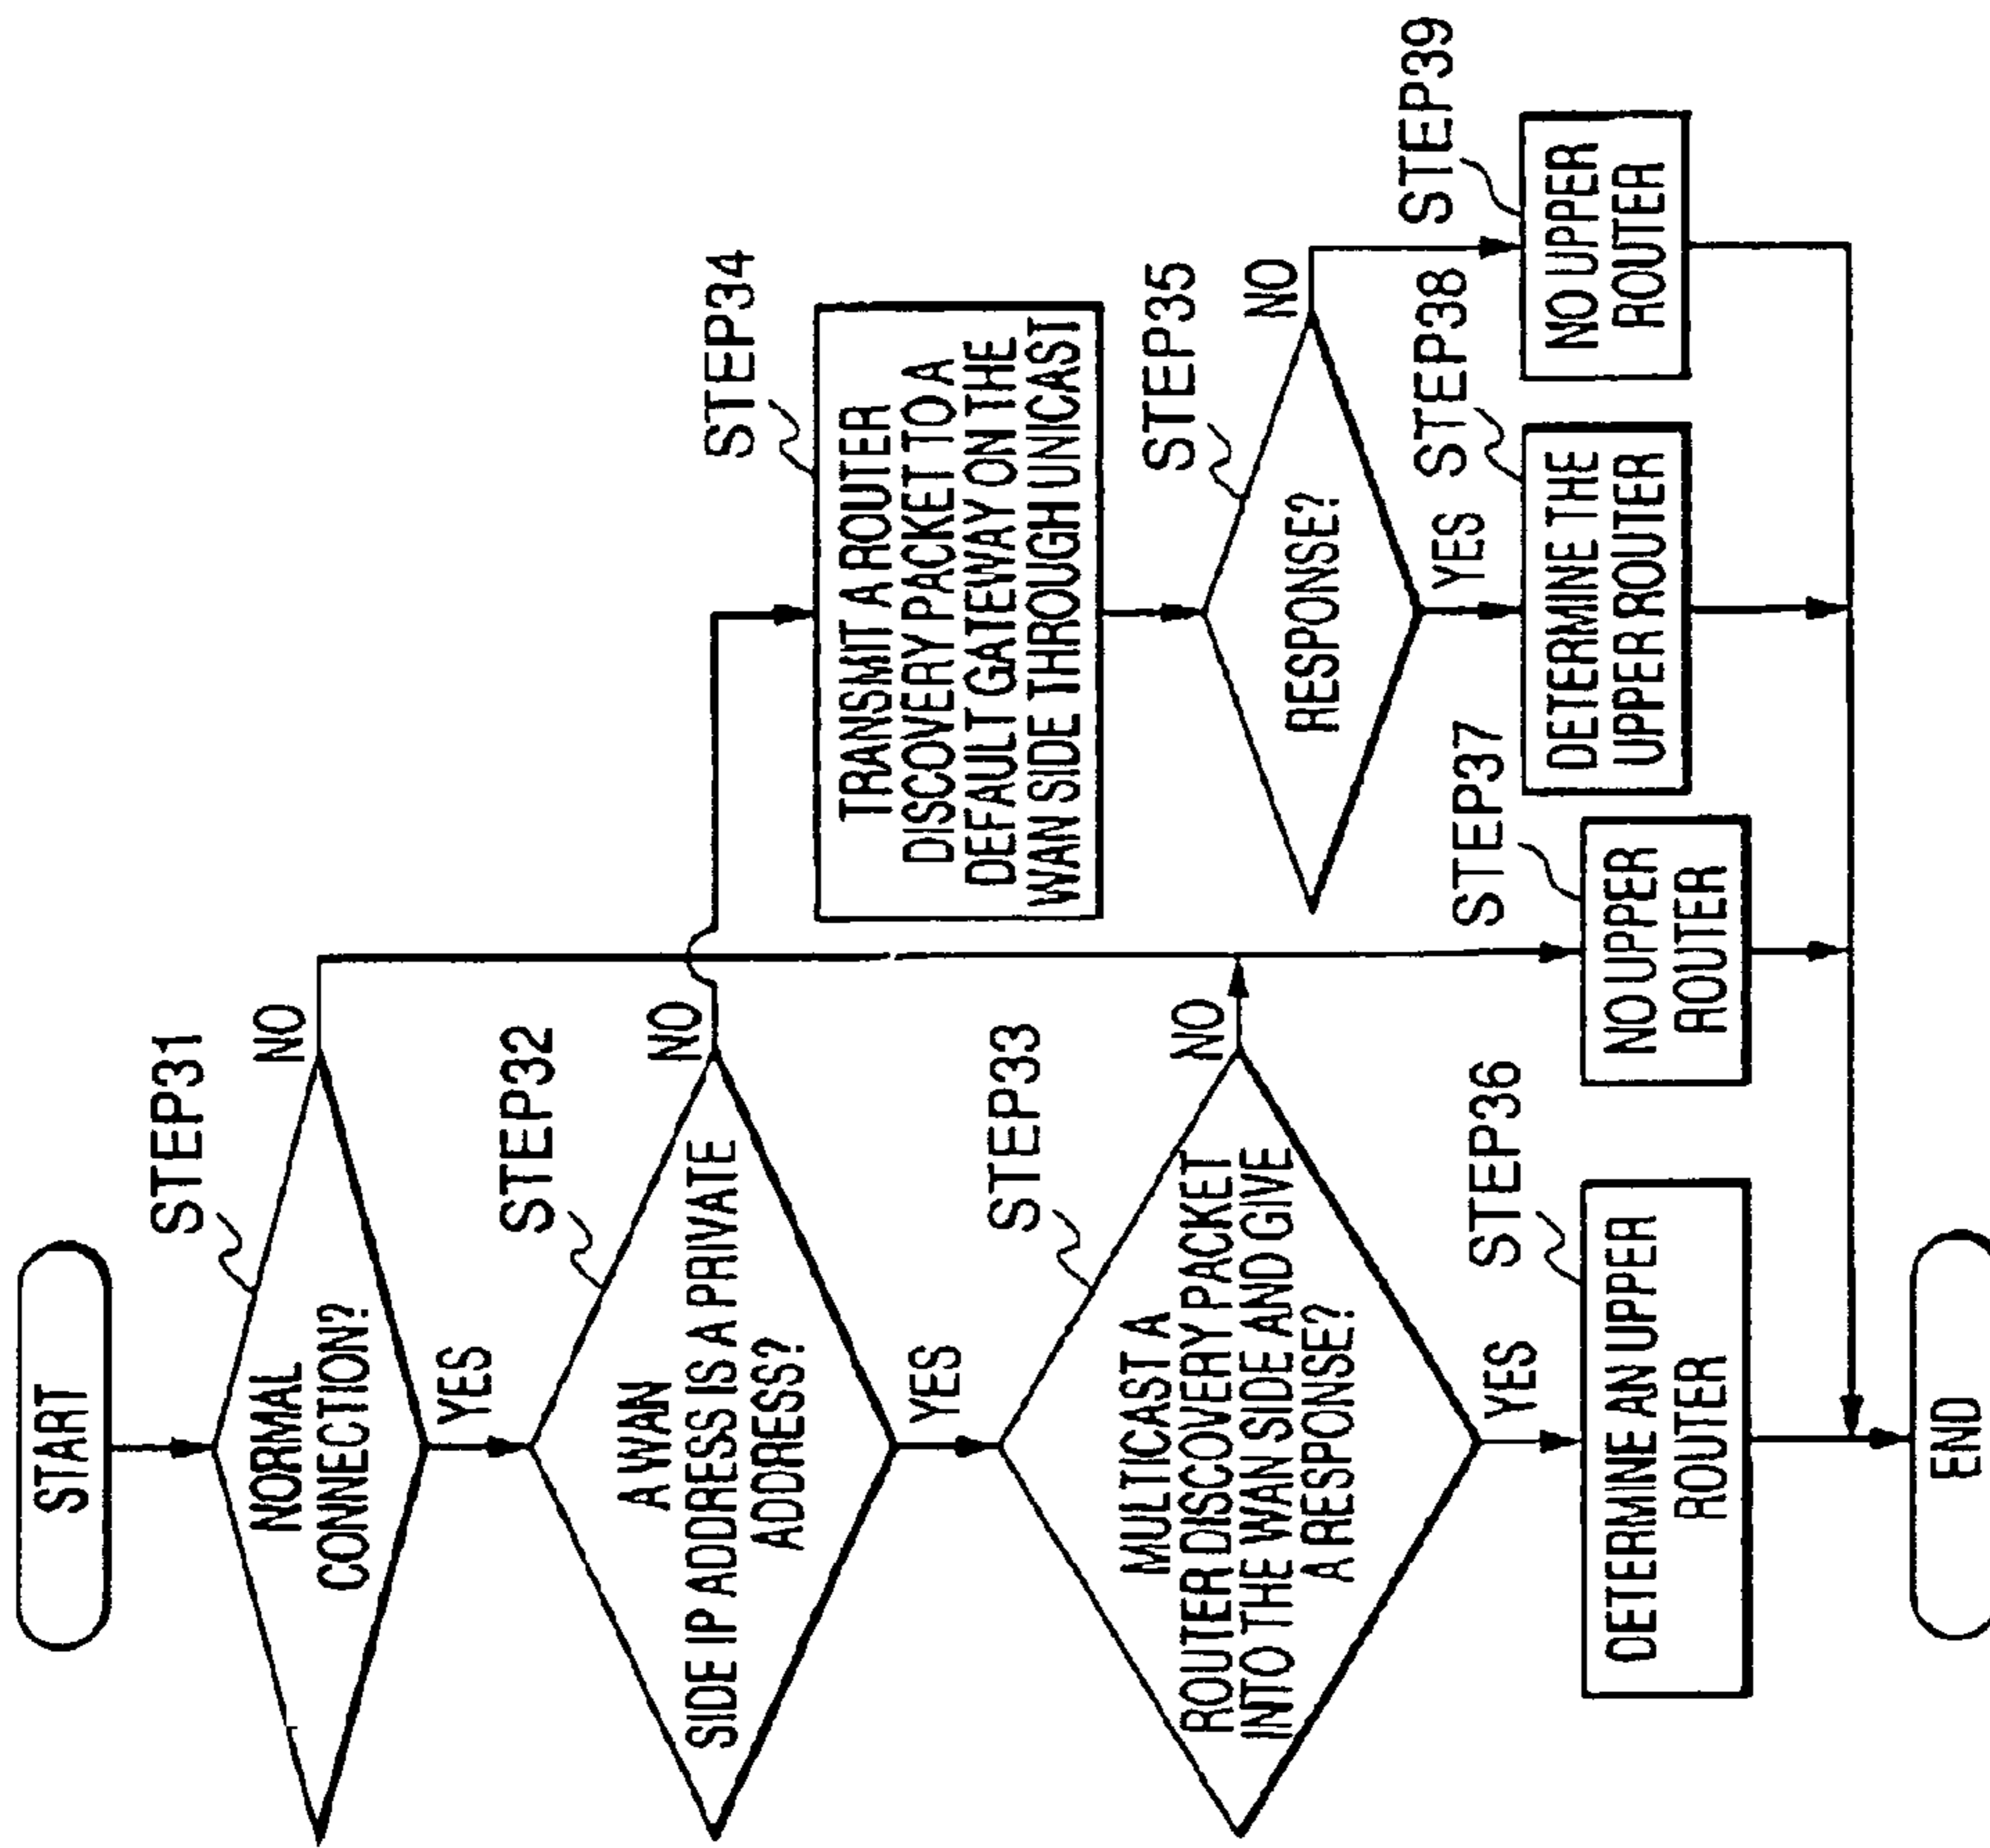 START
STEP31
NORMAL
CONNECTION?
NO
YES
STEP32
A WAN
SIDE IP ADDRESS IS A PRIVATE
ADDRESS?
NO
YES
STEP33
MULTICAST A
ROUTER DISCOVERY PACKET
INTO THE WAN SIDE AND GIVE
A RESPONSE?
NO
YES
STEP34
TRANSMIT A ROUTER
DISCOVERY PACKET TO A
DEFAULT GATEWAY ON THE
WAN SIDE THROUGH UNICAST
STEP35
RESPONSE?
NO
YES
STEP36
DETERMINE AN UPPER
ROUTER
STEP37
NO UPPER
ROUTER
STEP38
DETERMINE THE
UPPER ROUTER
STEP39
NO UPPER
ROUTER
END